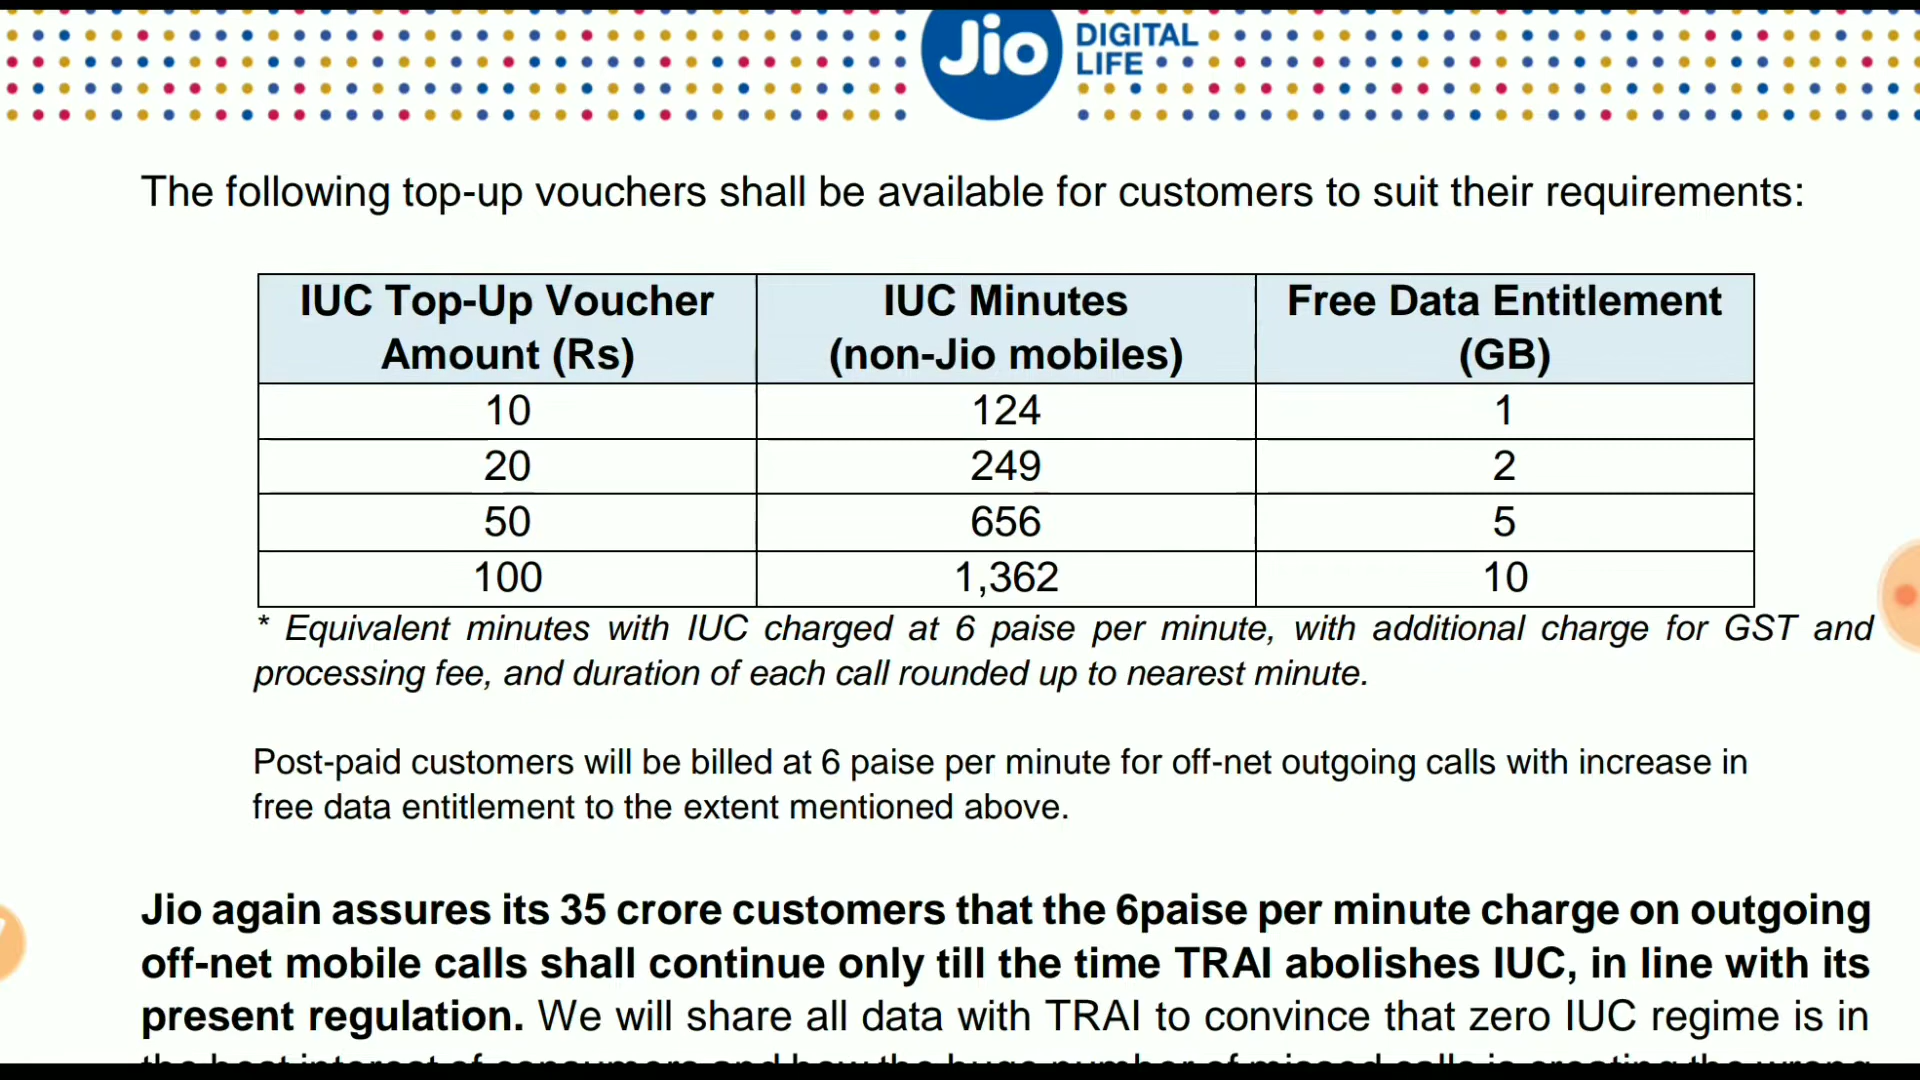 Jio DIGITAL
LIFE
The following top-up vouchers shall be available for customers to suit their requirements:
IUC Top-Up Voucher Amount (Rs) IUC Minutes (non-Jio mobiles) Free Data Entitlement (GB)
10 124 1
20 249 2
50 656 5
100 1,362 10
* Equivalent minutes with IUC charged at 6 paise per minute, with additional charge for GST and
processing fee, and duration of each call rounded up to nearest minute.
Post-paid customers will be billed at 6 paise per minute for off-net outgoing calls with increase in
free data entitlement to the extent mentioned above.
Jio again assures its 35 crore customers that the 6paise per minute charge on outgoing
off-net mobile calls shall continue only till the time TRAI abolishes IUC, in line with its
present regulation. We will share all data with TRAI to convince that zero IUC regime is in